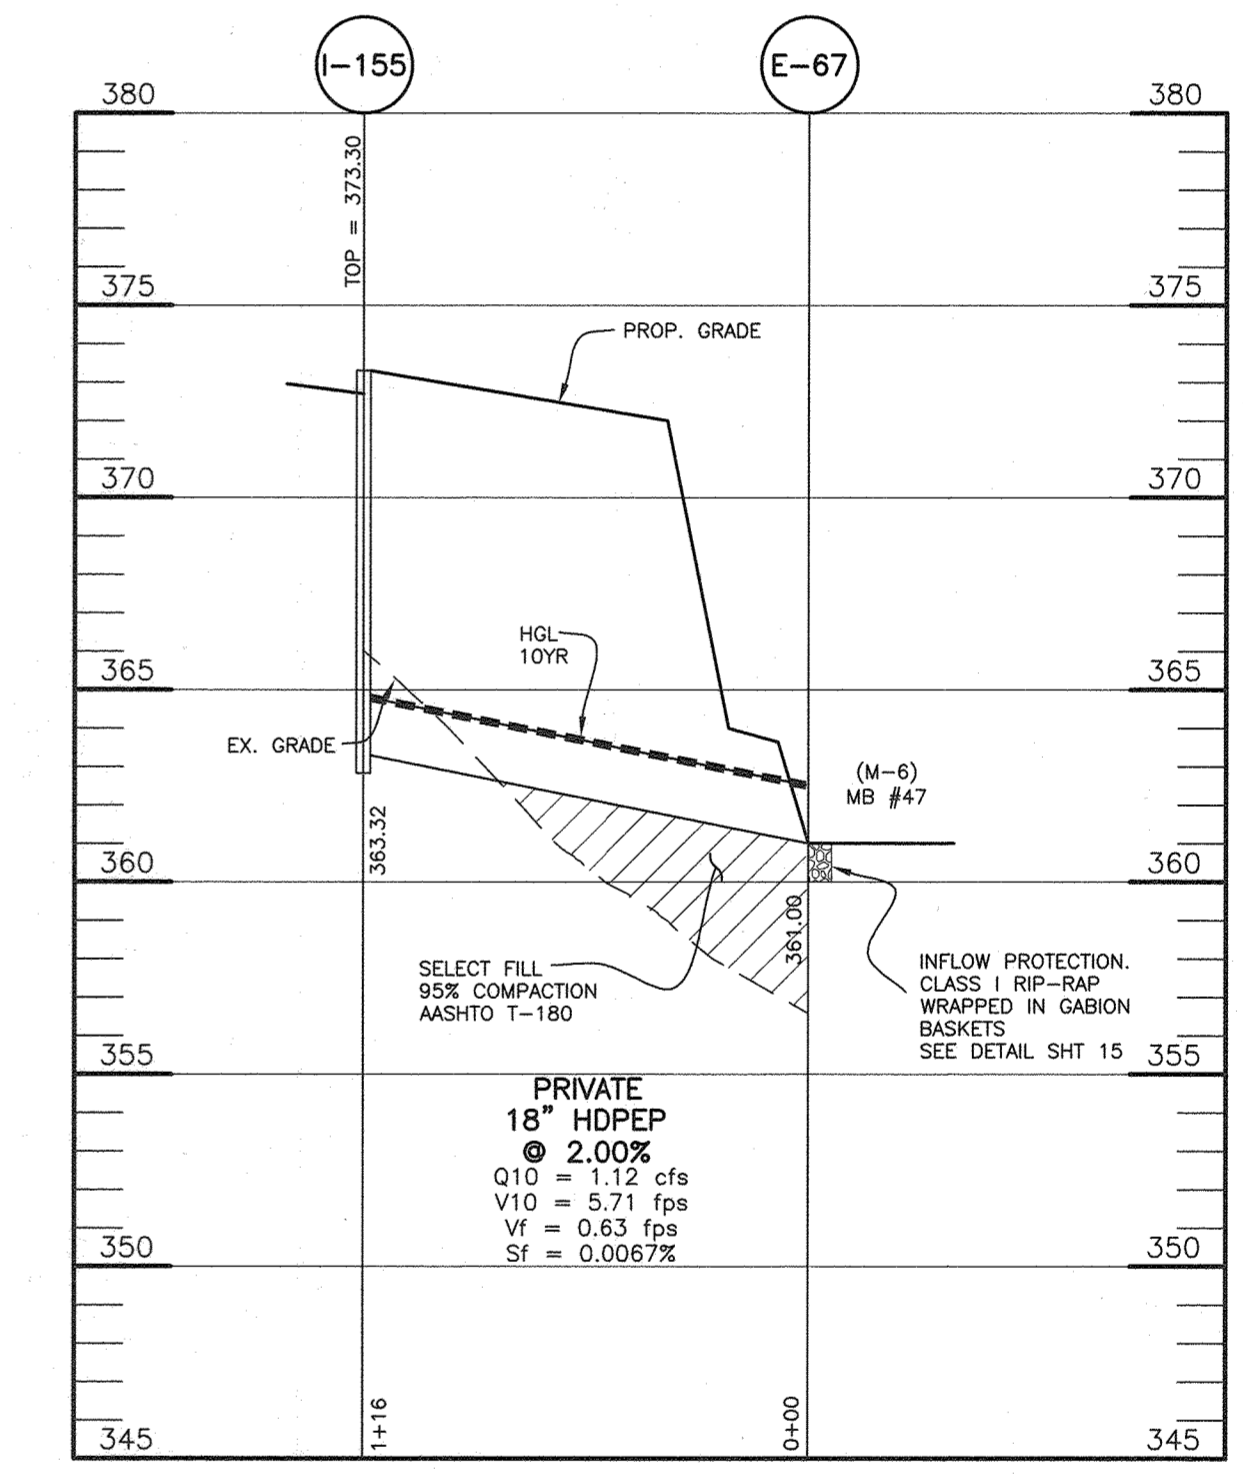 I-155
E-67
380
380
TOP = 373.30
375
375
PROP. GRADE
370
370
HGL
10YR
365
365
EX. GRADE
(M-6)
MB #47
363.32
360
360
361.00
SELECT FILL
95% COMPACTION
AASHTO T-180
INFLOW PROTECTION.
CLASS I RIP-RAP
WRAPPED IN GABION
BASKETS
SEE DETAIL SHT 15
355
355
PRIVATE
18" HDPEP
@ 2.00%
Q10 = 1.12 cfs
V10 = 5.71 fps
Vf = 0.63 fps
Sf = 0.0067%
350
350
1+16
0+00
345
345